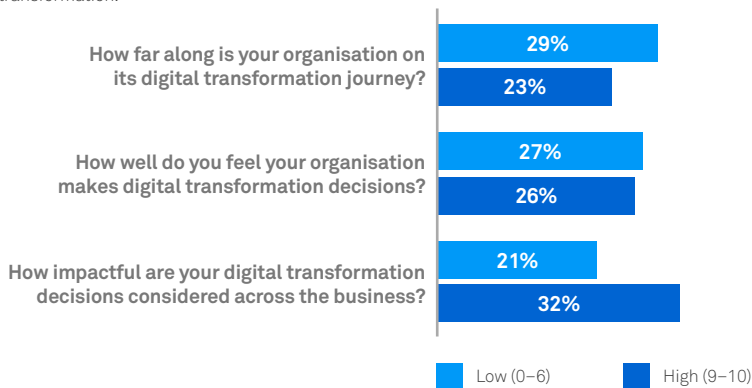 transformation.
How far along is your organisation on
its digital transformation journey?
29%
23%
How well do you feel your organisation
makes digital transformation decisions?
27%
26%
How impactful are your digital transformation
decisions considered across the business?
21%
32%
Low (0–6)
High (9–10)